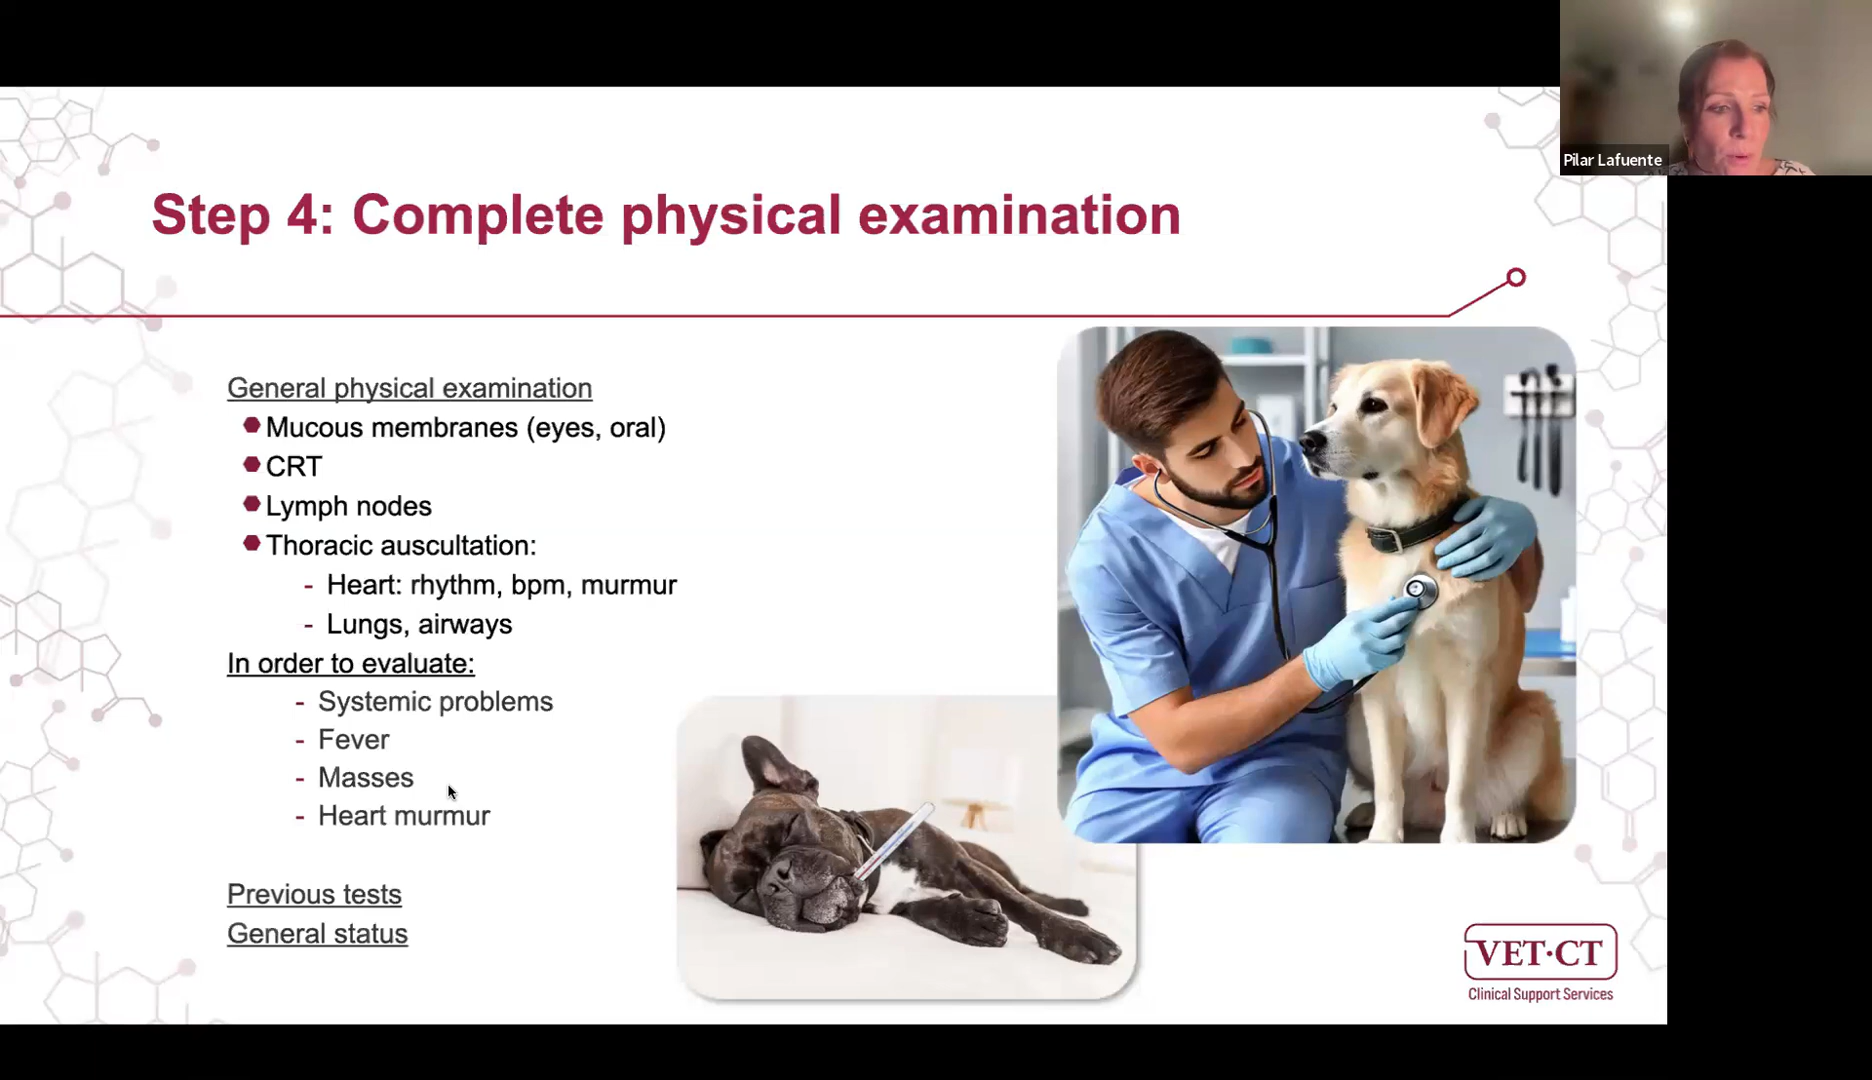 Pilar Lafuente
Step 4: Complete physical examination
General physical examination
Mucous membranes (eyes, oral)
CRT
Lymph nodes
Thoracic auscultation:
- Heart: rhythm, bpm, murmur
- Lungs, airways
In order to evaluate:
- Systemic problems
- Fever
- Masses
- Heart murmur
Previous tests
General status
VET·CT
Clinical Support Services